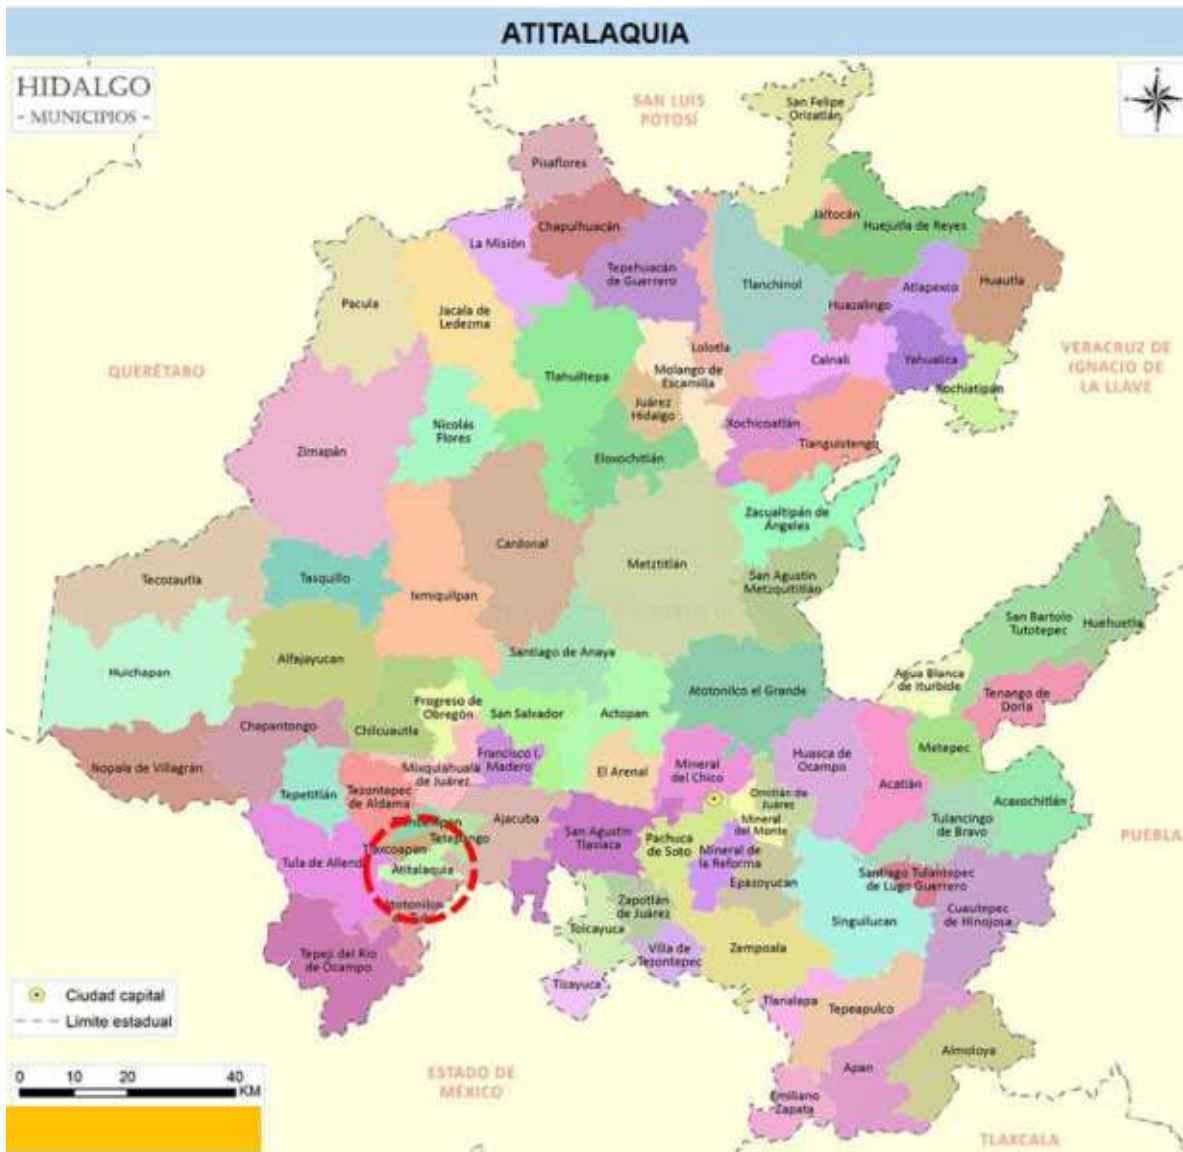 ATITALAQUIA
HIDALGO
- MUNICIPIOS -
SAN LUIS
POTOSÍ
San Felipe
Orizatlán
Pisaflores
Jaltocán
Huejutla de Reyes
Chapulhuacán
La Misión
Tepehuacán
de Guerrero
Tlanchinol
Atlapexco
Huautla
Huazalingo
Pacula
Jacala de
Ledezma
Lolotla
Calnali
Yahualica
VERACRUZ DE
IGNACIO DE
LA LLAVE
QUERÉTARO
Tlahuiltepa
Molango de
Escamilla
Xochiatipán
Juárez
Hidalgo
Nicolás
Flores
Xochicoatlán
Tianguistengo
Zimapán
Eloxochitlán
Zacualtipán de
Ángeles
Cardonal
Metztitlán
Tecozautla
Tasquillo
San Agustín
Metzquititlán
Ixmiquilpan
San Bartolo
Tutotepec
Huehuetla
Santiago de Anaya
Alfajayucan
Huichapan
Agua Blanca
de Iturbide
Atotonilco el Grande
Tenango de
Doria
Progreso de
Obregón
San Salvador
Actopan
Chapantongo
Chilcuautla
Metepec
Huasca de
Ocampo
Francisco I.
Madero
Nopala de Villagrán
Mixquiahuala
de Juárez
El Arenal
Mineral
del Chico
Acatlán
Tepetitlán
Tezontepec
de Aldama
Omitlán de
Juárez
Acaxochitlán
Ajacuba
Tulancingo
de Bravo
Mineral
del Monte
San Agustín
Tlaxiaca
Pachuca
de Soto
PUEBLA
Tetepango
Tlaxcoapan
Mineral de
la Reforma
Tula de Allend
Atitalaquia
Epazoyucan
Santiago Tulantepec
de Lugo Guerrero
Zapotlán
de Juárez
Cuautepec
de Hinojosa
Singuilucan
Tolcayuca
Villa de
Tezontepec
Zempoala
Tepeji del Río
de Ocampo
Tizayuca
Ciudad capital
Límite estadual
Tlanalapa
Tepeapulco
Almoloya
Apan
ESTADO DE
MÉXICO
0 10 20 40
KM
Emiliano
Zapata
TLAXCALA